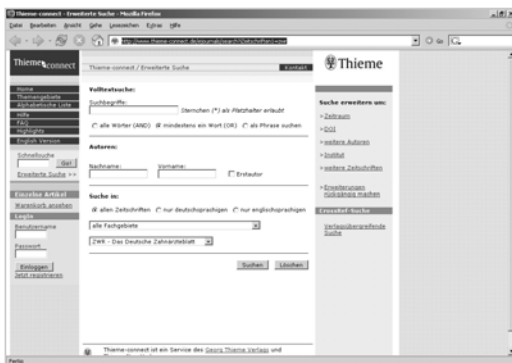 Thieme-connect - Erweiterte Suche - Mozilla Firefox
Datei Bearbeiten Ansicht Gehe Lesezeichen Extras Hilfe
Thieme connect
Thieme-connect / Erweiterte Suche
Kontakt
Thieme
Home
Themengebiete
Alphabetische Liste
Hilfe
FAQ
Highlights
English Version
Schnellsuche
Go!
Erweiterte Suche >>
Einzelne Artikel
Warenkorb ansehen
Login
Benutzername
Passwort
Einloggen
Jetzt registrieren
Volltextsuche:
Suchbegriffe:
Sternchen (*) als Platzhalter erlaubt
alle Wörter (AND) mindestens ein Wort (OR) als Phrase suchen
Autoren:
Nachname: Vorname:
Erstautor
Suche in:
allen Zeitschriften nur deutschsprachigen nur englischsprachigen
alle Fachgebiete
ZWR - Das Deutsche Zahnärzteblatt
Suchen Löschen
Thieme-connect ist ein Service des Georg Thieme Verlags und
Suche erweitern um:
>Zeitraum
>DOI
>weitere Autoren
>Institut
>weitere Zeitschriften
>Erweiterungen
rückgängig machen
CrossRef-Suche
Verlagsübergreifende
Suche
Fertig